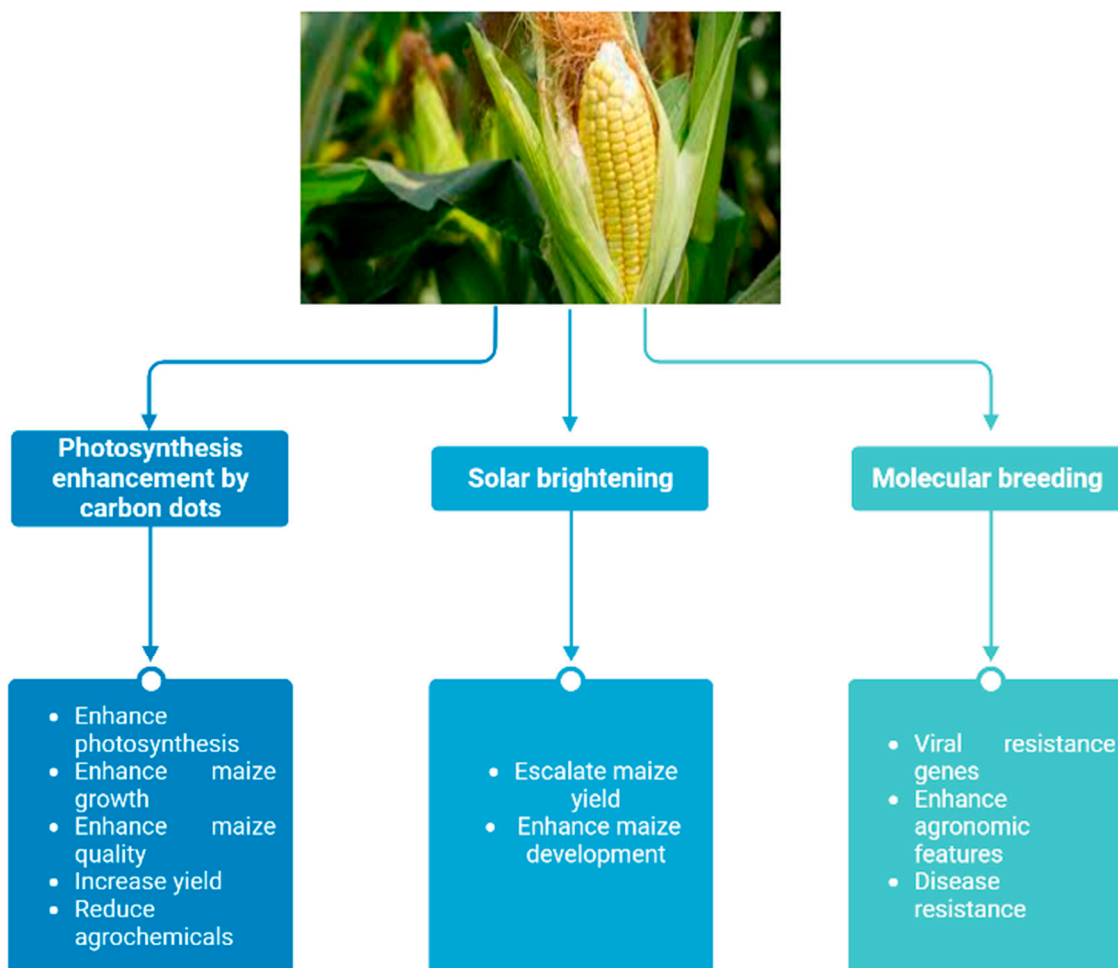 Photosynthesis
enhancement by
carbon dots
Solar brightening
Molecular breeding
• Enhance
photosynthesis
• Enhance maize
growth
• Enhance maize
quality
• Increase yield
• Reduce
agrochemicals
• Escalate maize
yield
• Enhance maize
development
• Viral resistance
genes
• Enhance
agronomic
features
• Disease
resistance